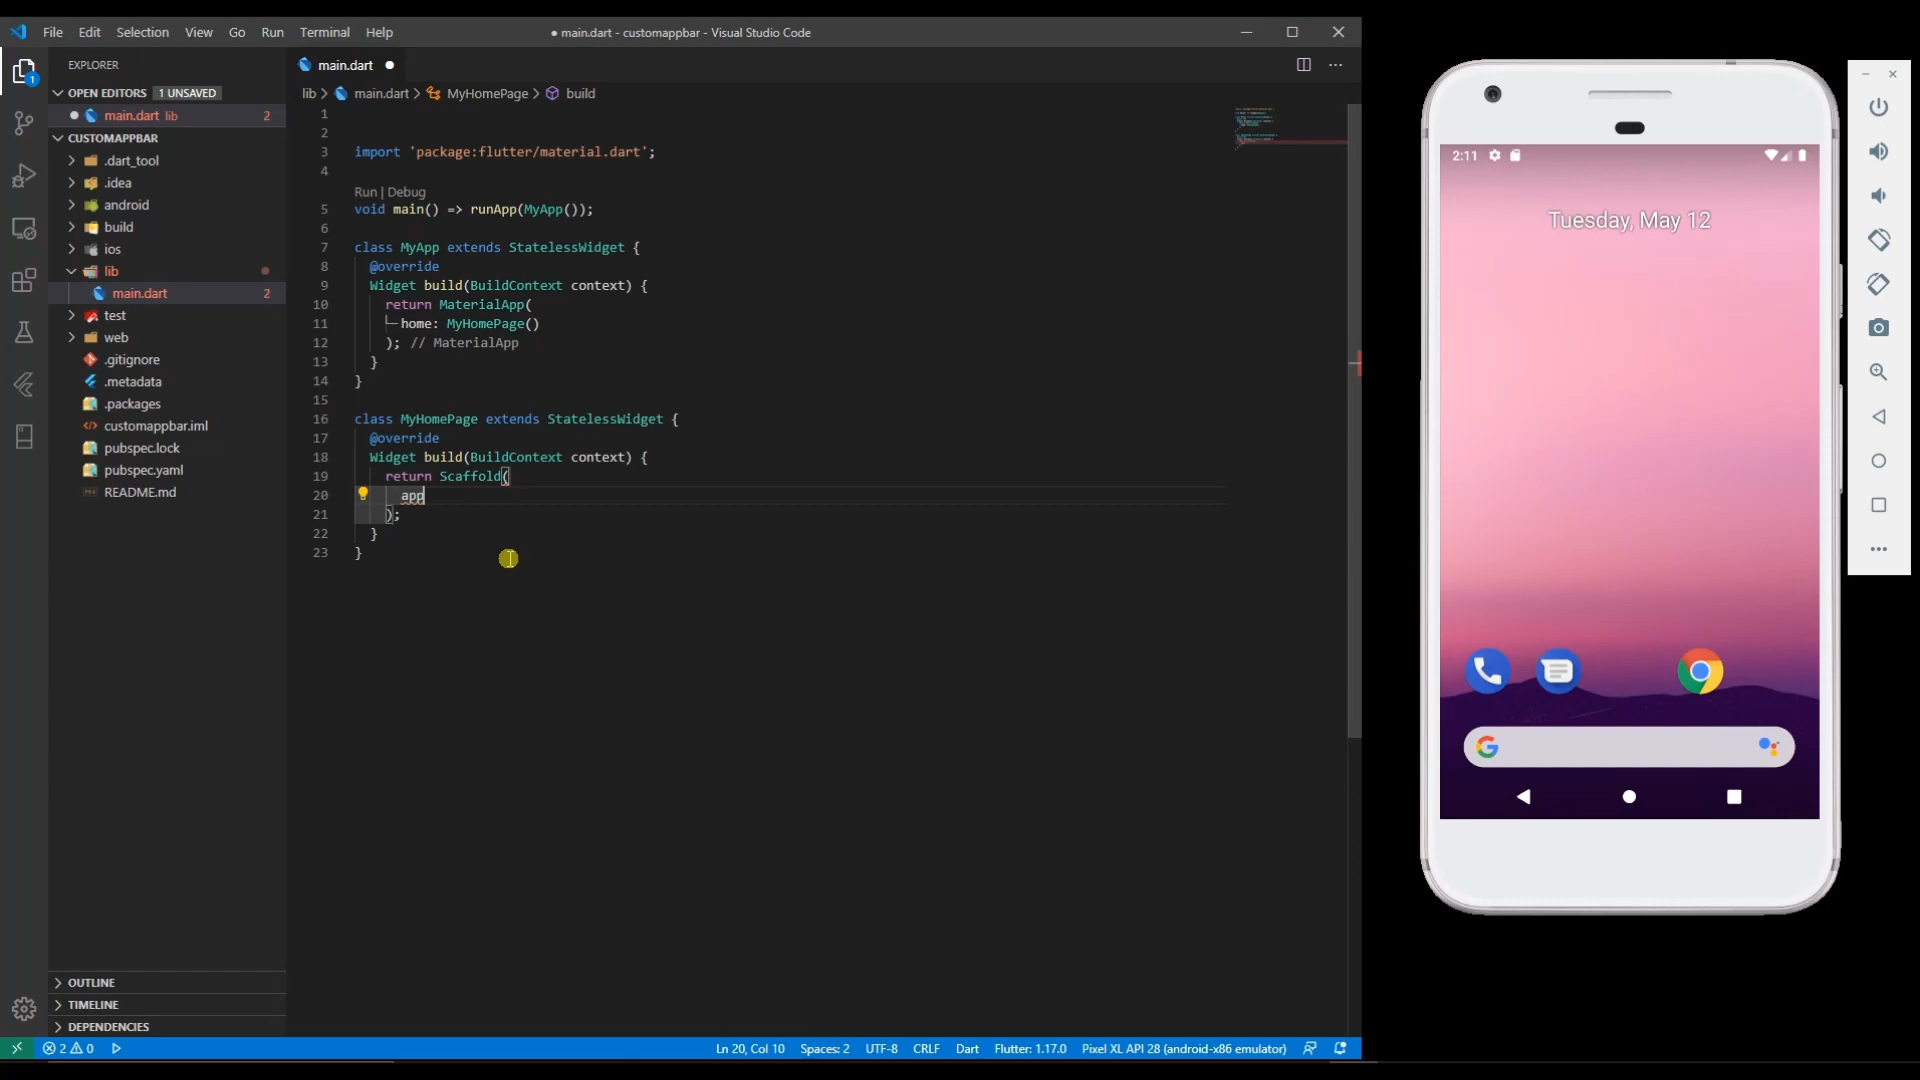 File Edit Selection View Go Run Terminal Help
● main.dart - customappbar - Visual Studio Code
EXPLORER
OPEN EDITORS 1 UNSAVED
main.dart lib 2
CUSTOMAPPBAR
.dart_tool
.idea
android
build
ios
lib
main.dart 2
test
web
.gitignore
.metadata
.packages
customappbar.iml
pubspec.lock
pubspec.yaml
README.md
OUTLINE
TIMELINE
DEPENDENCIES
1
main.dart
lib > main.dart > MyHomePage > build
1
2
3 import 'package:flutter/material.dart';
4
Run | Debug
5 void main() => runApp(MyApp());
6
7 class MyApp extends StatelessWidget {
8 @override
9 Widget build(BuildContext context) {
10 return MaterialApp(
11 home: MyHomePage()
12 ); // MaterialApp
13 }
14 }
15
16 class MyHomePage extends StatelessWidget {
17 @override
18 Widget build(BuildContext context) {
19 return Scaffold(
20 app
21 );
22 }
23 }
2 0
Ln 20, Col 10 Spaces: 2 UTF-8 CRLF Dart Flutter: 1.17.0 Pixel XL API 28 (android-x86 emulator)
2:11
Tuesday, May 12